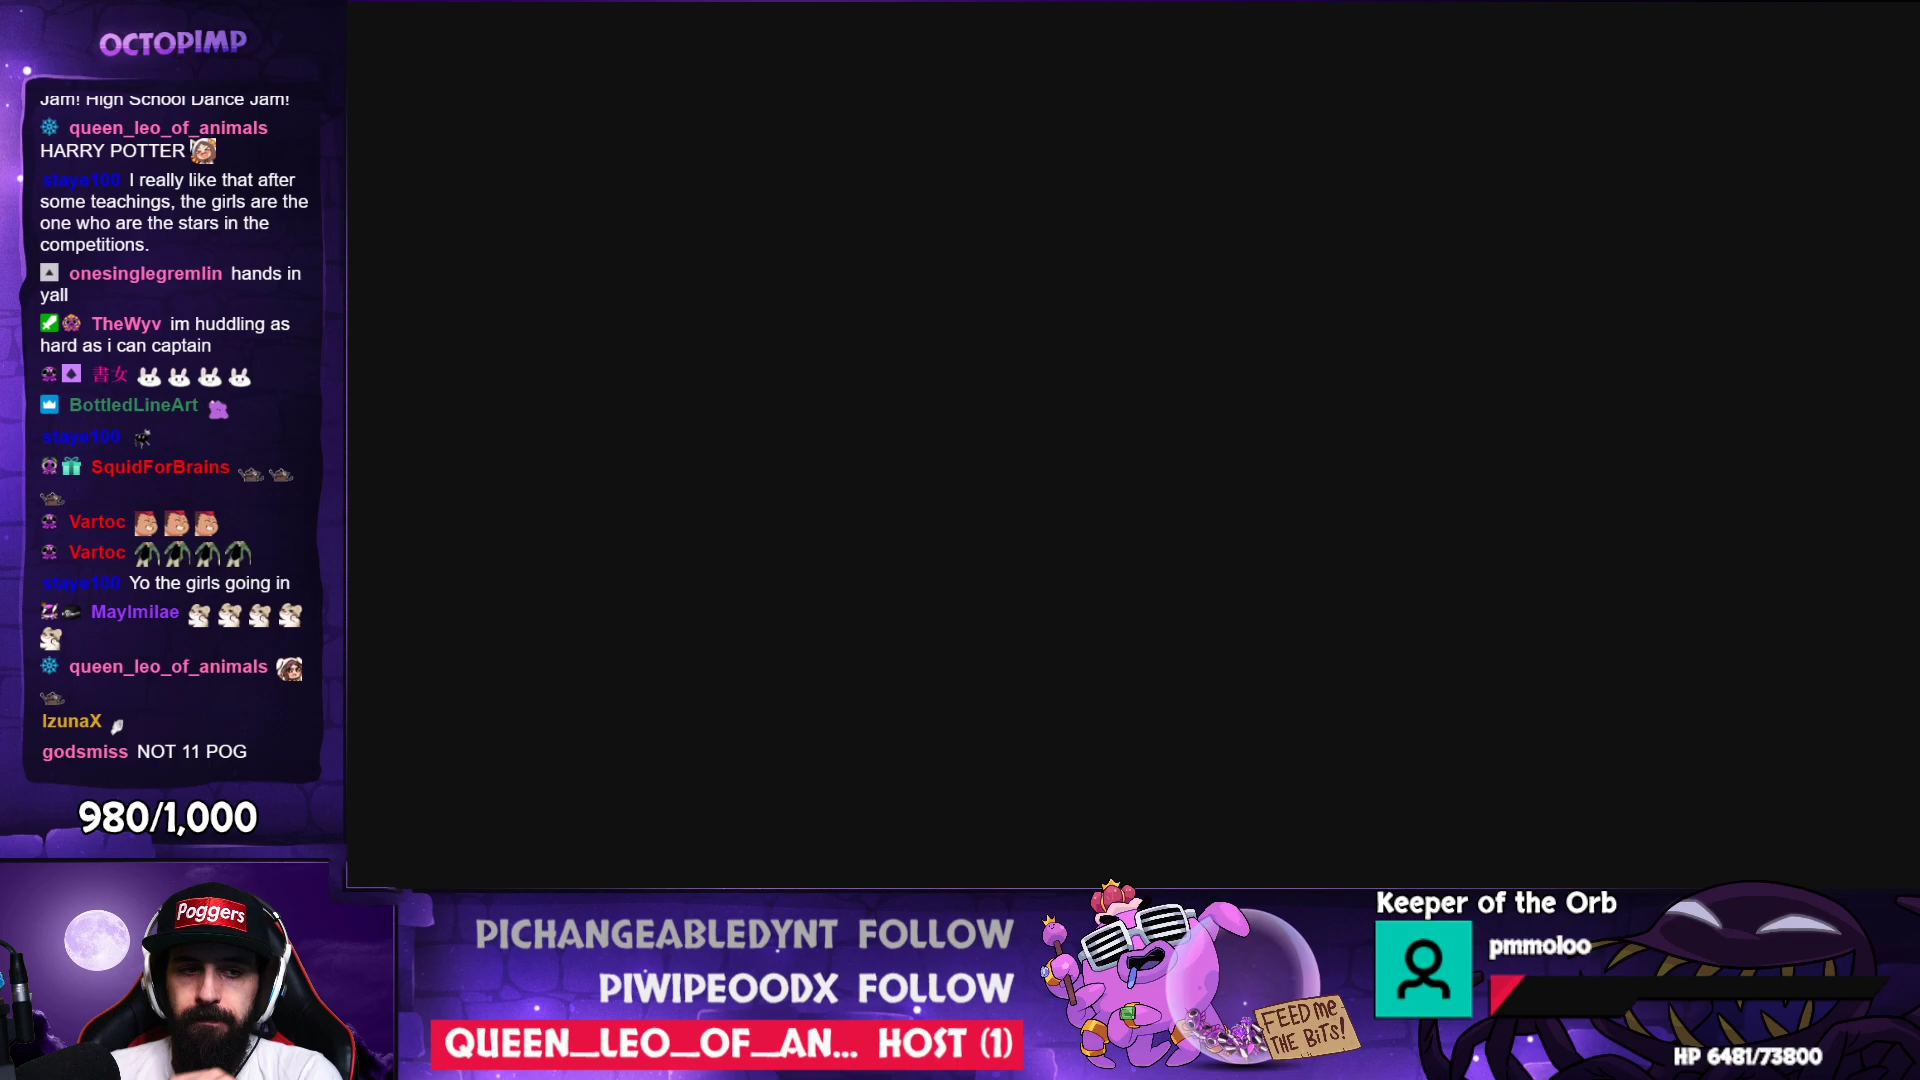 OCTOPIMP
Jam! High School Dance Jam!
queen_leo_of_animals
HARRY POTTER
staye100 I really like that after
some teachings, the girls are the
one who are the stars in the
competitions.
onesinglegremlin hands in
yall
TheWyv im huddling as
hard as i can captain
書女
BottledLineArt
staye100
SquidForBrains
Vartoc
Vartoc
staye100 Yo the girls going in
MayImilae
queen_leo_of_animals
IzunaX
godsmiss NOT 11 POG
980/1,000
Poggers
PICHANGEABLEDYNT FOLLOW
PIWIPEOODX FOLLOW
QUEEN_LEO_OF_AN... HOST (1)
FEED ME
THE BITS!
Keeper of the Orb
pmmoloo
HP 6481/73800